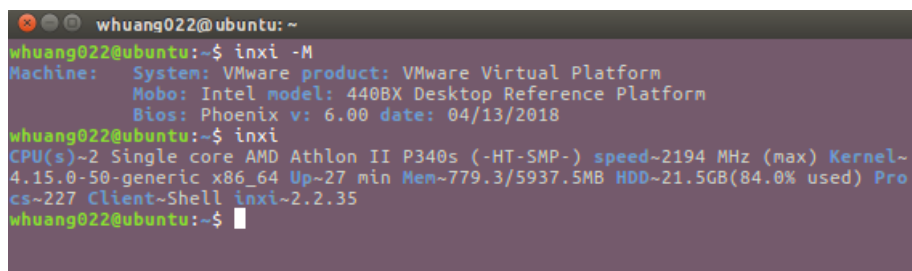 whuang022@ubuntu: ~
whuang022@ubuntu:~$ inxi -M
Machine:   System: VMware product: VMware Virtual Platform
           Mobo: Intel model: 440BX Desktop Reference Platform
           Bios: Phoenix v: 6.00 date: 04/13/2018
whuang022@ubuntu:~$ inxi
CPU(s)~2 Single core AMD Athlon II P340s (-HT-SMP-) speed~2194 MHz (max) Kernel~
4.15.0-50-generic x86_64 Up~27 min Mem~779.3/5937.5MB HDD~21.5GB(84.0% used) Pro
cs~227 Client~Shell inxi~2.2.35
whuang022@ubuntu:~$